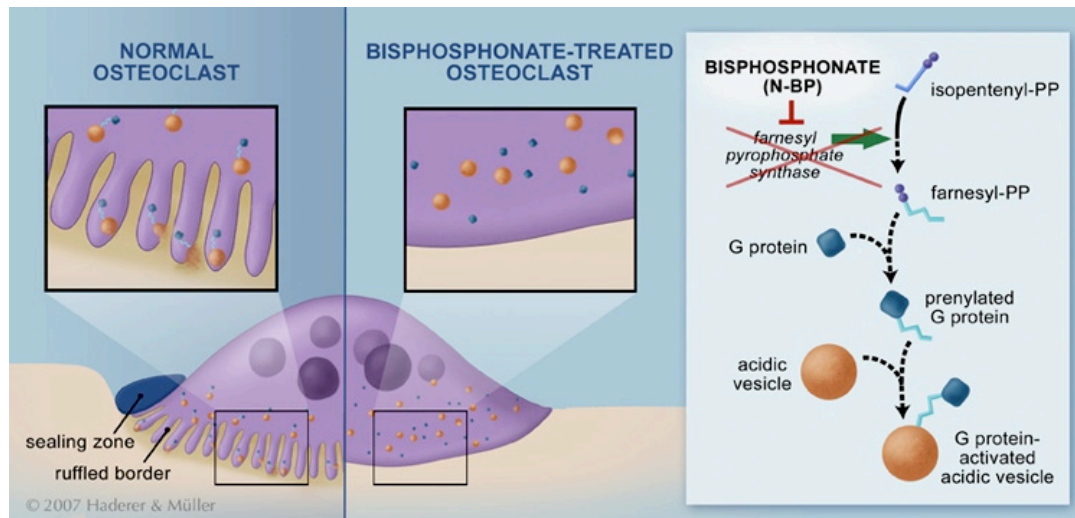 NORMAL
OSTEOCLAST
BISPHOSPHONATE-TREATED
OSTEOCLAST
sealing zone
ruffled border
© 2007 Haderer & Müller
BISPHOSPHONATE
(N-BP)
farnesyl
pyrophosphate
synthase
isopentenyl-PP
farnesyl-PP
G protein
prenylated
G protein
acidic
vesicle
G protein-
activated
acidic vesicle